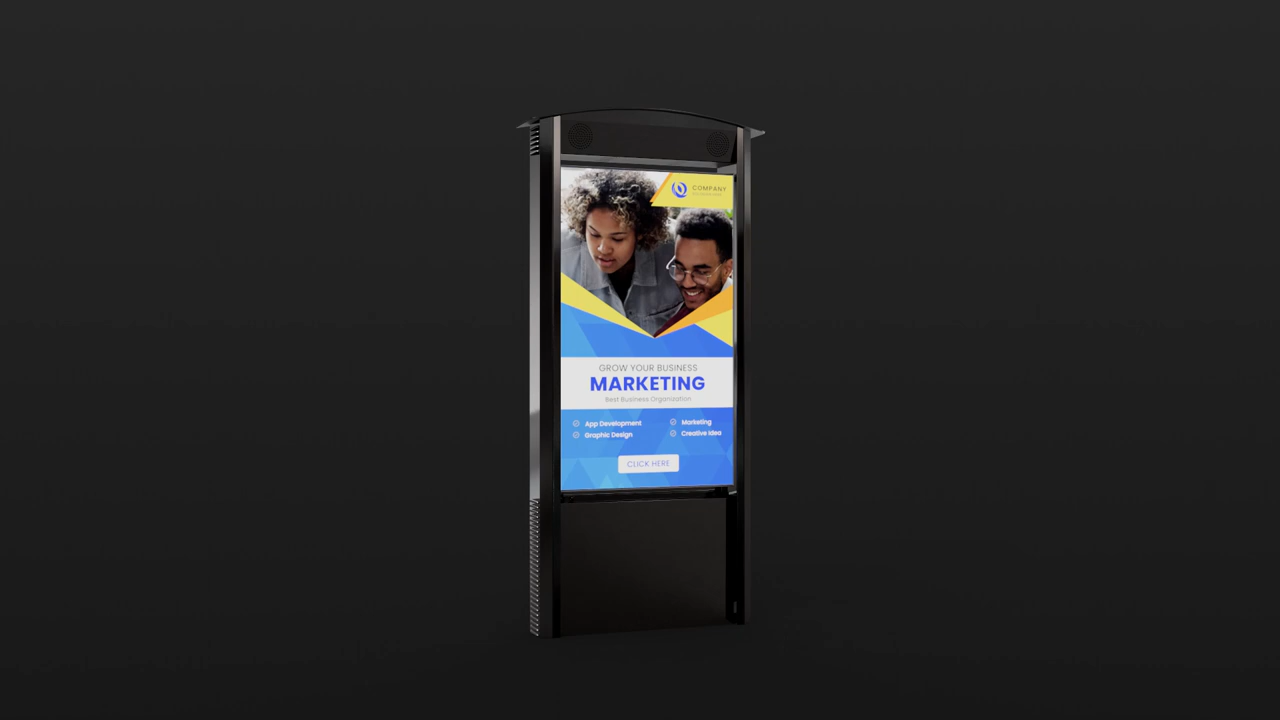 COMPANY
GROW YOUR BUSINESS
MARKETING
Best Business Organization
App Development
Marketing
Graphic Design
Creative Idea
CLICK HERE